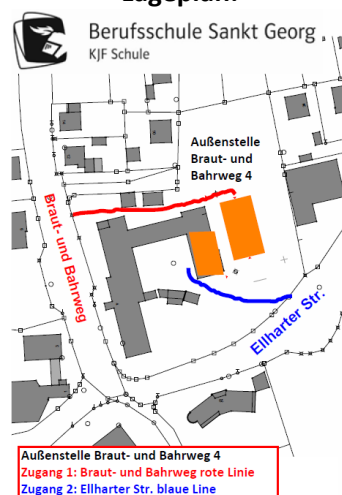 Lageplan
Berufsschule Sankt Georg
KJF Schule
Außenstelle
Braut- und
Bahrweg 4
Braut- und Bahrweg
Ellharter Str.
Außenstelle Braut- und Bahrweg 4
Zugang 1: Braut- und Bahrweg rote Linie
Zugang 2: Ellharter Str. blaue Line